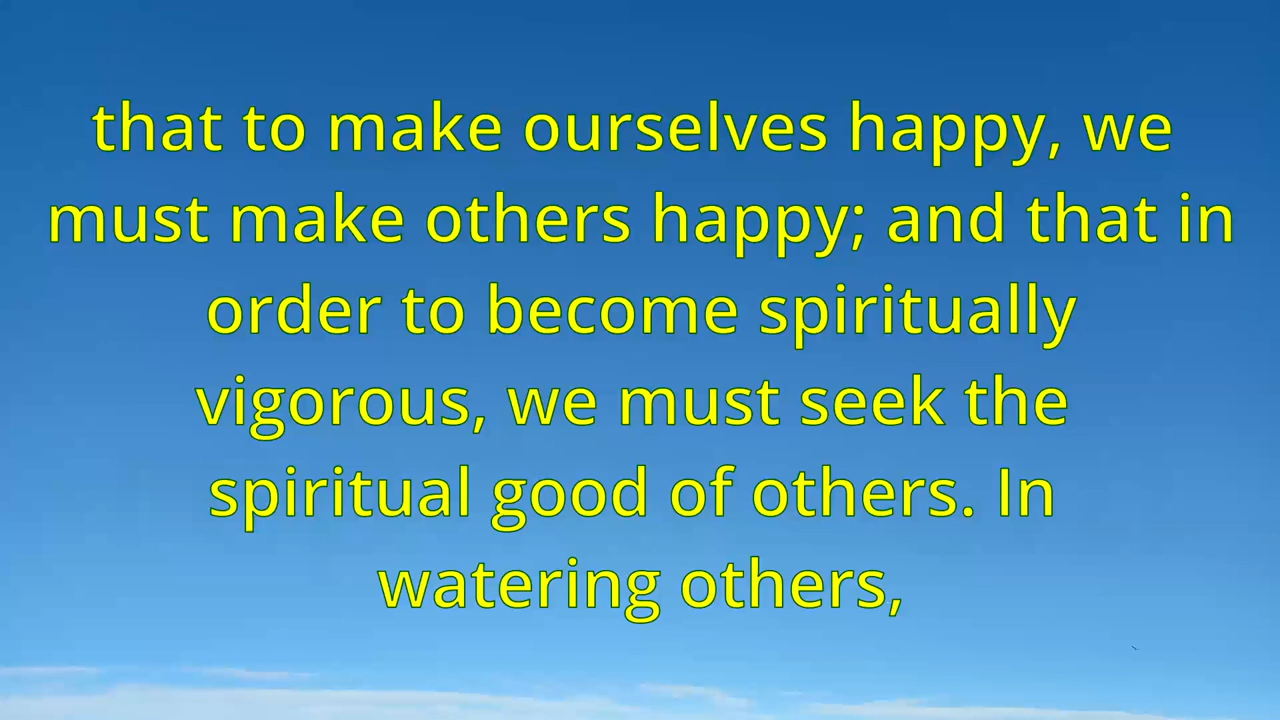 that to make ourselves happy, we
must make others happy; and that in
order to become spiritually
vigorous, we must seek the
spiritual good of others. In
watering others,